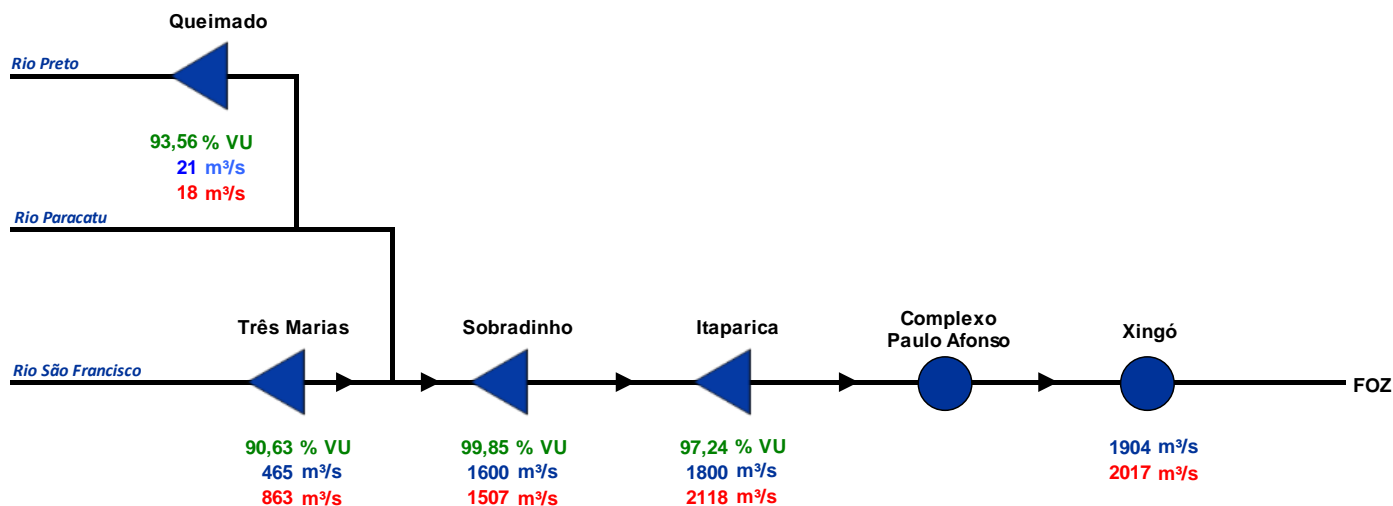 Queimado
Rio Preto
93,56 % VU
21 m³/s
18 m³/s
Rio Paracatu
Três Marias
Sobradinho
Itaparica
Complexo
Paulo Afonso
Xingó
Rio São Francisco
FOZ
90,63 % VU
465 m³/s
863 m³/s
99,85 % VU
1600 m³/s
1507 m³/s
97,24 % VU
1800 m³/s
2118 m³/s
1904 m³/s
2017 m³/s